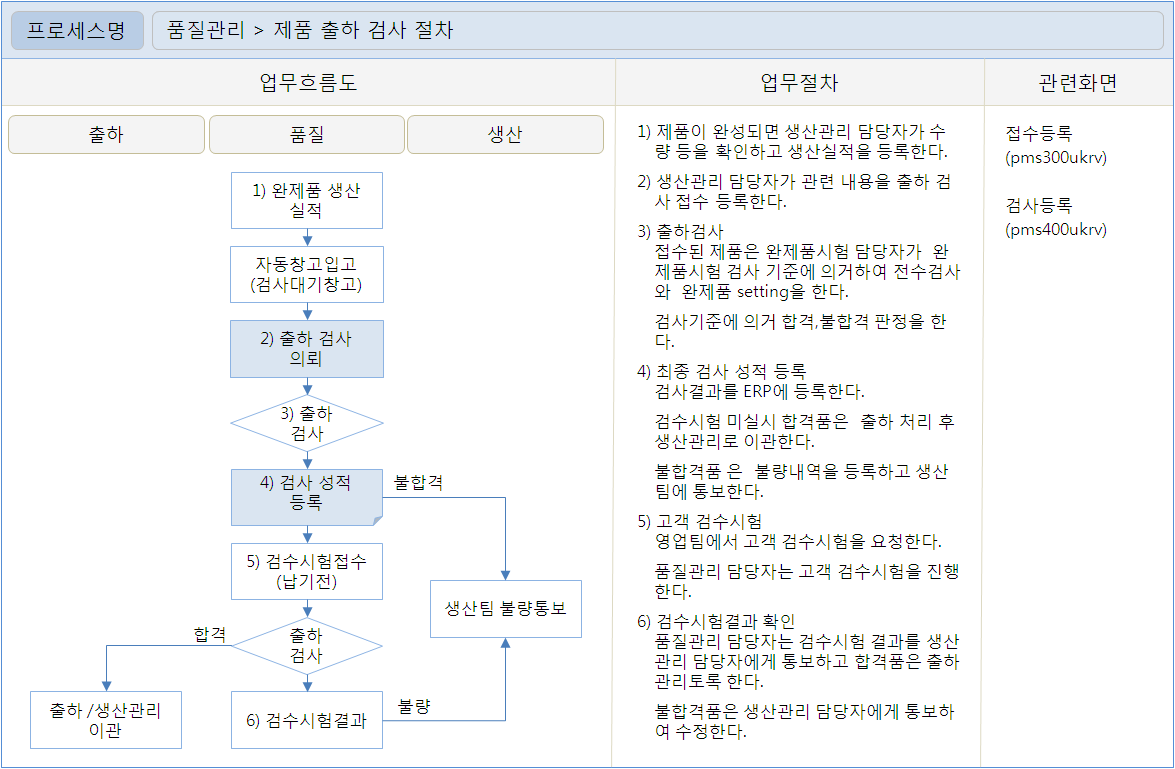 프로세스명
품질관리 > 제품 출하 검사 절차
업무흐름도
업무절차
관련화면
출하
품질
생산
1) 완제품 생산
실적
자동창고입고
(검사대기창고)
2) 출하 검사
의뢰
3) 출하
검사
4) 검사 성적
등록
불합격
5) 검수시험접수
(납기전)
생산팀 불량통보
합격
출하
검사
출하 /생산관리
이관
6) 검수시험결과
불량
1) 제품이 완성되면 생산관리 담당자가 수
량 등을 확인하고 생산실적을 등록한다.
2) 생산관리 담당자가 관련 내용을 출하 검
사 접수 등록한다.
3) 출하검사
접수된 제품은 완제품시험 담당자가 완
제품시험 검사 기준에 의거하여 전수검사
와 완제품 setting을 한다.
검사기준에 의거 합격,불합격 판정을 한
다.
4) 최종 검사 성적 등록
검사결과를 ERP에 등록한다.
검수시험 미실시 합격품은 출하 처리 후
생산관리로 이관한다.
불합격품 은 불량내역을 등록하고 생산
팀에 통보한다.
5) 고객 검수시험
영업팀에서 고객 검수시험을 요청한다.
품질관리 담당자는 고객 검수시험을 진행
한다.
6) 검수시험결과 확인
품질관리 담당자는 검수시험 결과를 생산
관리 담당자에게 통보하고 합격품은 출하
관리토록 한다.
불합격품은 생산관리 담당자에게 통보하
여 수정한다.
접수등록
(pms300ukrv)
검사등록
(pms400ukrv)